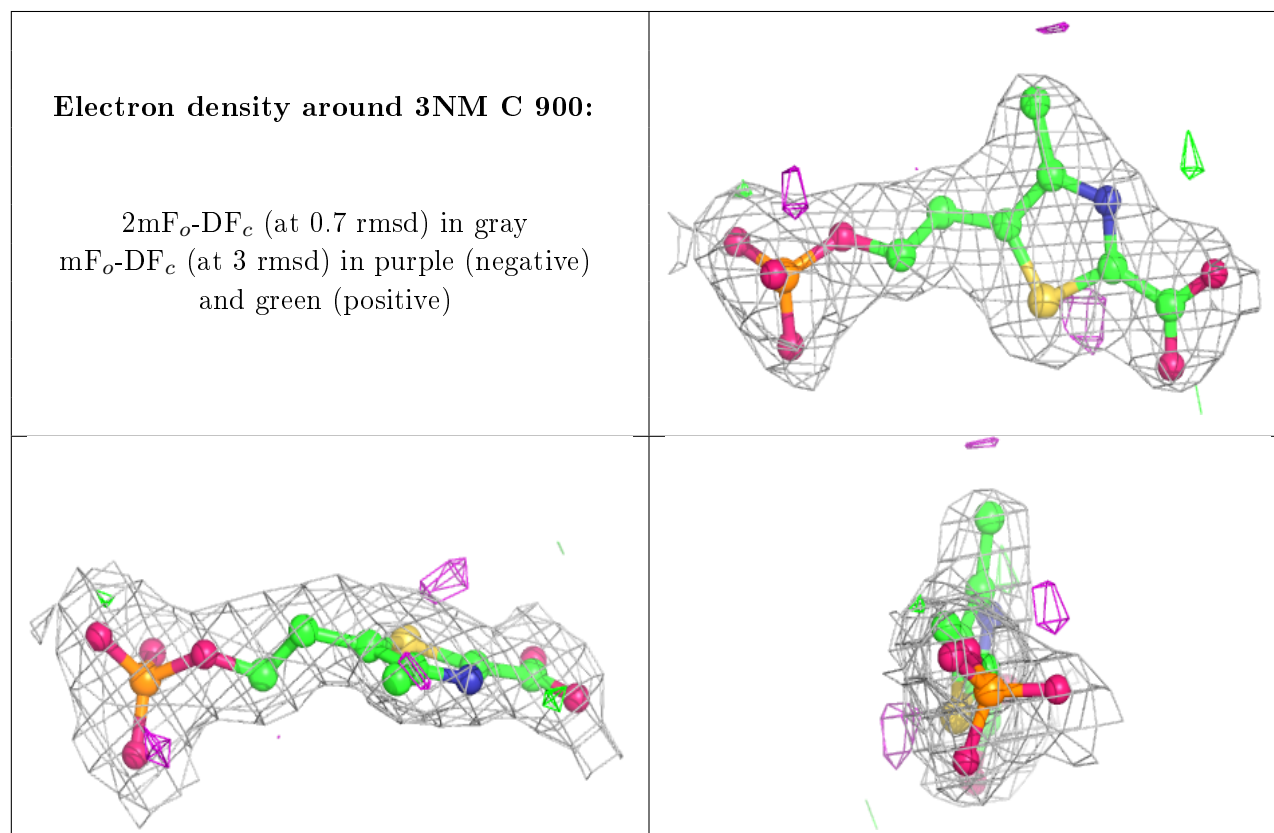 Electron density around 3NM C 900:
2mFo-DFc (at 0.7 rmsd) in gray
mFo-DFc (at 3 rmsd) in purple (negative)
and green (positive)